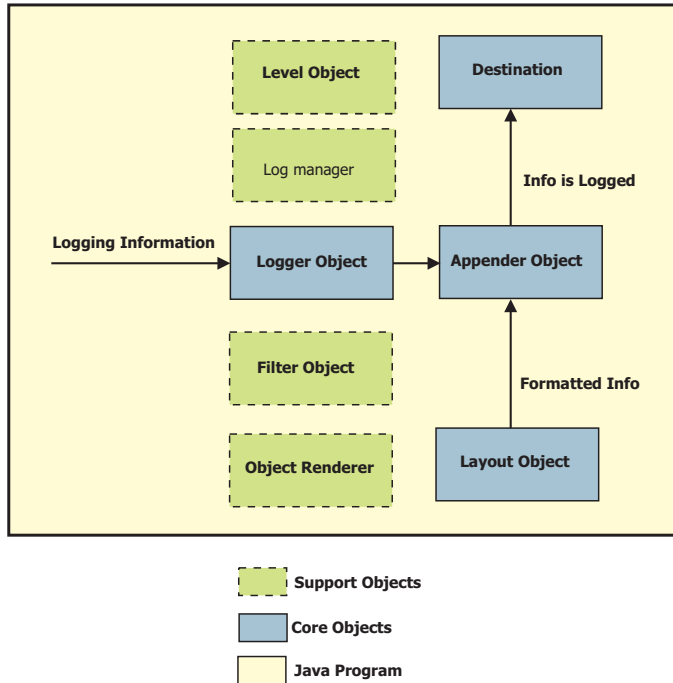 Level Object
Destination
Log manager
Info is Logged
Logging Information
Logger Object
Appender Object
Filter Object
Formatted Info
Object Renderer
Layout Object
Support Objects
Core Objects
Java Program